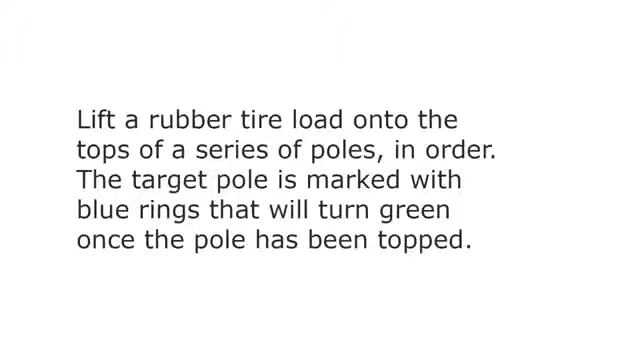 Lift a rubber tire load onto the
tops of a series of poles, in order.
The target pole is marked with
blue rings that will turn green
once the pole has been topped.